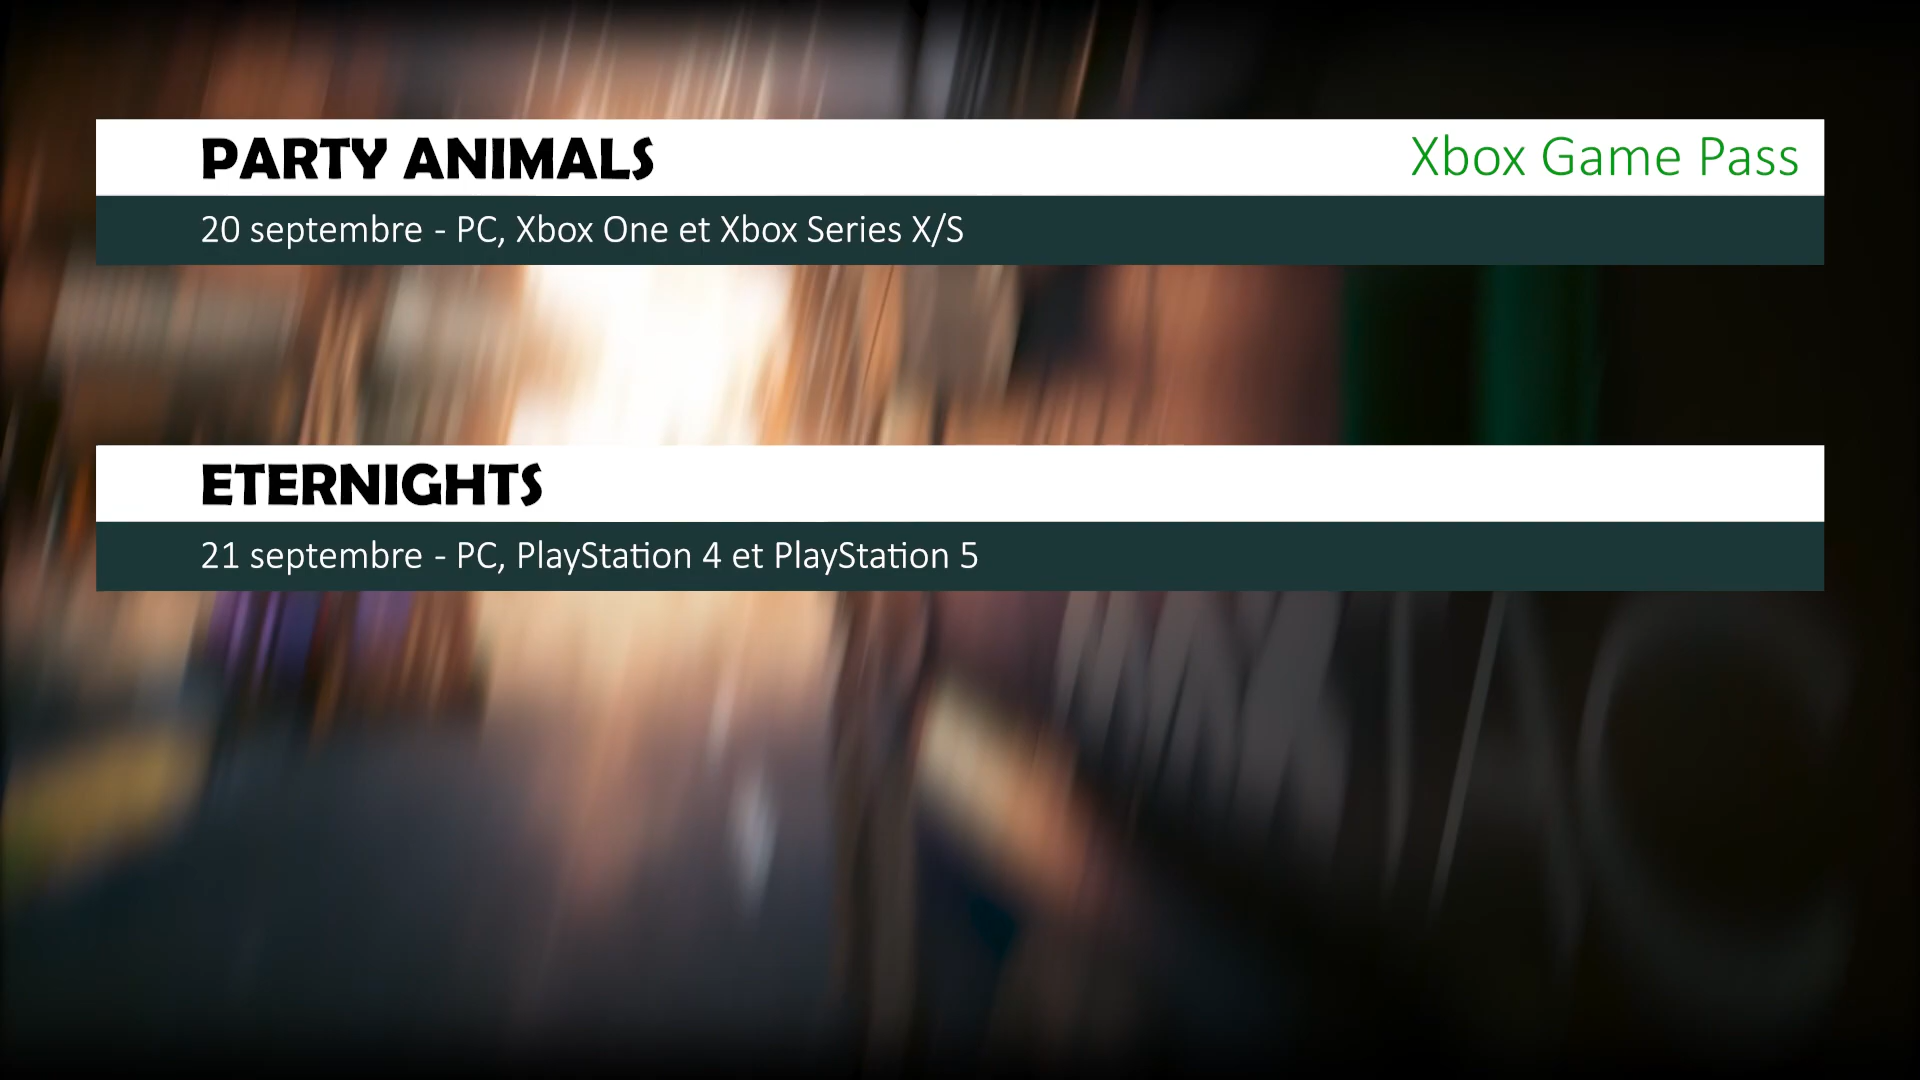 PARTY ANIMALS
Xbox Game Pass
20 septembre - PC, Xbox One et Xbox Series X/S
ETERNIGHTS
21 septembre - PC, PlayStation 4 et PlayStation 5